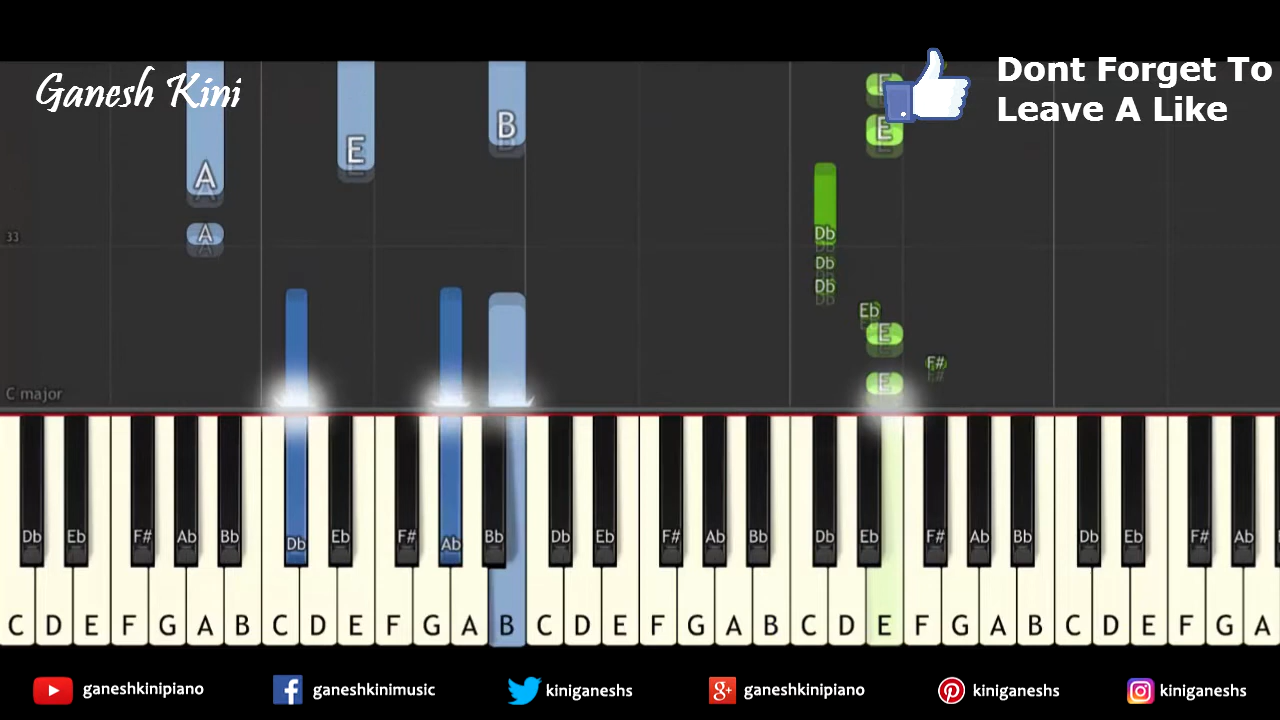 Ganesh Kini
Dont Forget To
Leave A Like
E
B
E
E
A
A
Db
33
Db
Db
Eb
E
F#
E
C major
Db Eb F# Ab Bb Db Eb F# Ab Bb Db Eb F# Ab Bb Db Eb F# Ab Bb Db Eb F# Ab
C D E F G A B C D E F G A B C D E F G A B C D E F G A B C D E F G A
ganeshkinipiano ganeshkinimusic kiniganeshs ganeshkinipiano kiniganeshs kiniganeshs